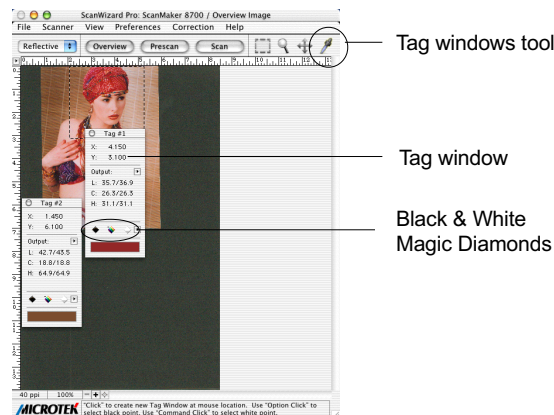 ScanWizard Pro: ScanMaker 8700 / Overview Image
File Scanner View Preferences Correction Help
Reflective Overview Prescan Scan
Tag windows tool
Tag #1
X: 4.150
Y: 3.100
Output:
L: 35.7/36.9
C: 26.3/26.3
H: 31.1/31.1
Tag window
Tag #2
X: 1.450
Y: 6.100
Output:
L: 42.7/43.5
C: 18.8/18.8
H: 64.9/64.9
Black & White
Magic Diamonds
40 ppi 100%
MICROTEK
"Click" to create new Tag Window at mouse location. Use "Option Click" to
select black point. Use "Command Click" to select white point.